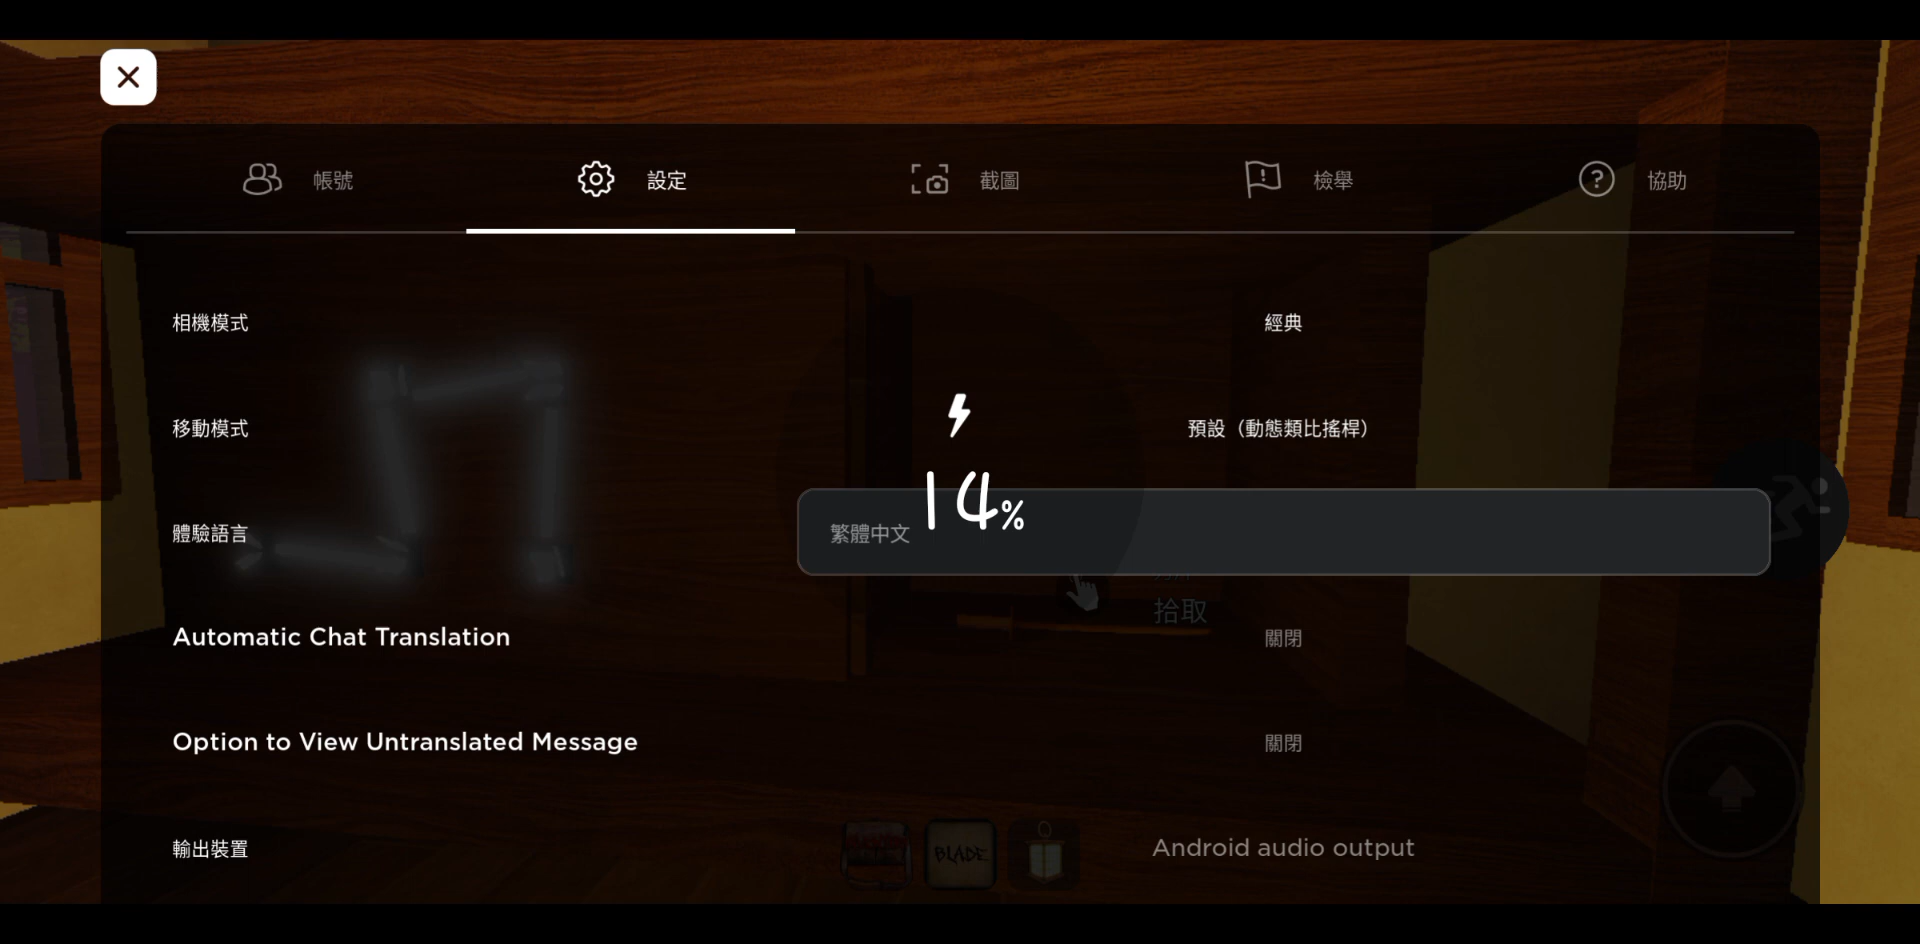 帳號 設定 截圖 檢舉 協助
相機模式 經典
移動模式 預設（動態類比搖桿）
14%
體驗語言 繁體中文
拾取
Automatic Chat Translation 關閉
Option to View Untranslated Message 關閉
輸出裝置 Android audio output
BLADE